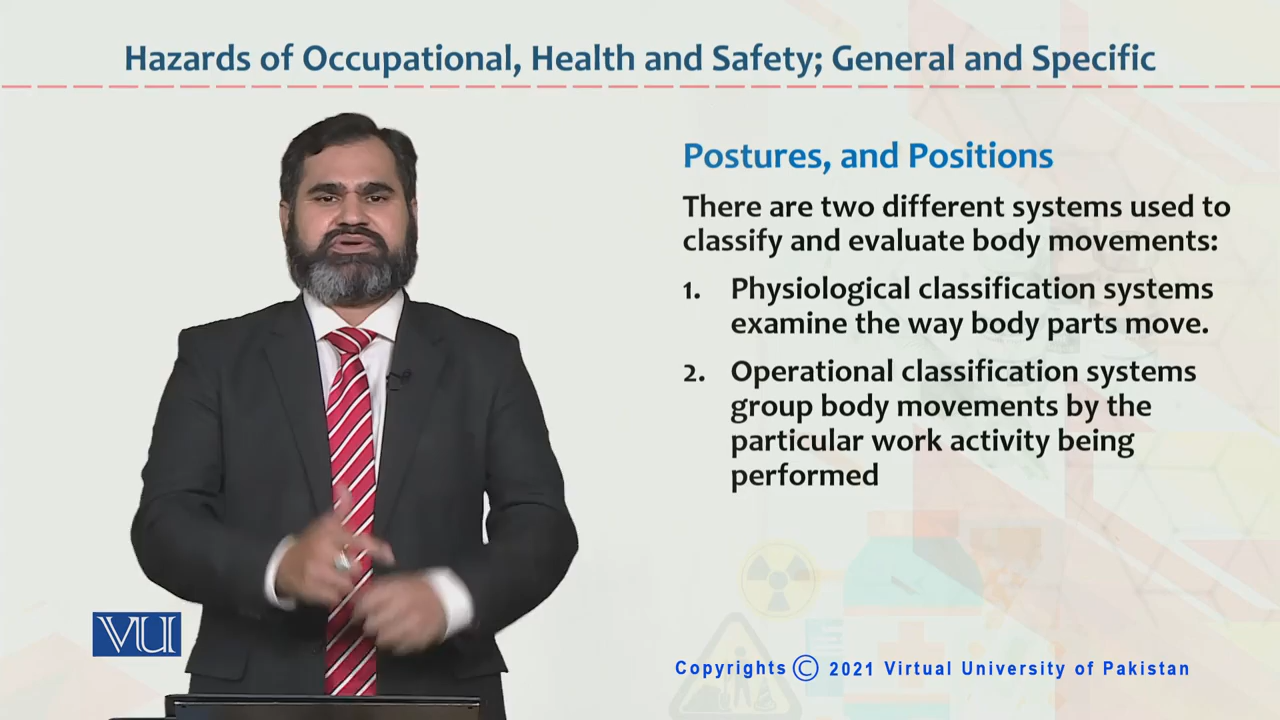 Hazards of Occupational, Health and Safety; General and Specific
Postures, and Positions
There are two different systems used to
classify and evaluate body movements:
1. Physiological classification systems
examine the way body parts move.
2. Operational classification systems
group body movements by the
particular work activity being
performed
VU
Copyrights © 2021 Virtual University of Pakistan